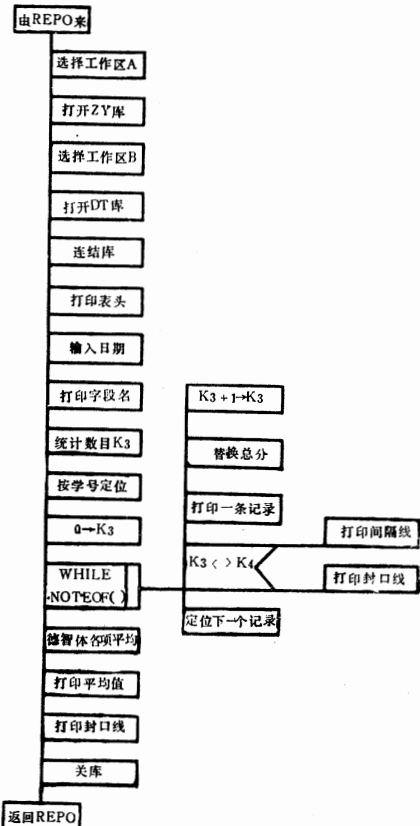 由REPO来
选择工作区A
打开ZY库
选择工作区B
打开DT库
连结库
打印表头
输入日期
打印字段名
统计数目K3
按学号定位
0→K3
WHILE
·NOTEOF()
德智体各项平均
打印平均值
打印封口线
关库
返回REPO
K3+1→K3
替换总分
打印一条记录
K3<>K4
打印间隔线
打印封口线
定位下一个记录